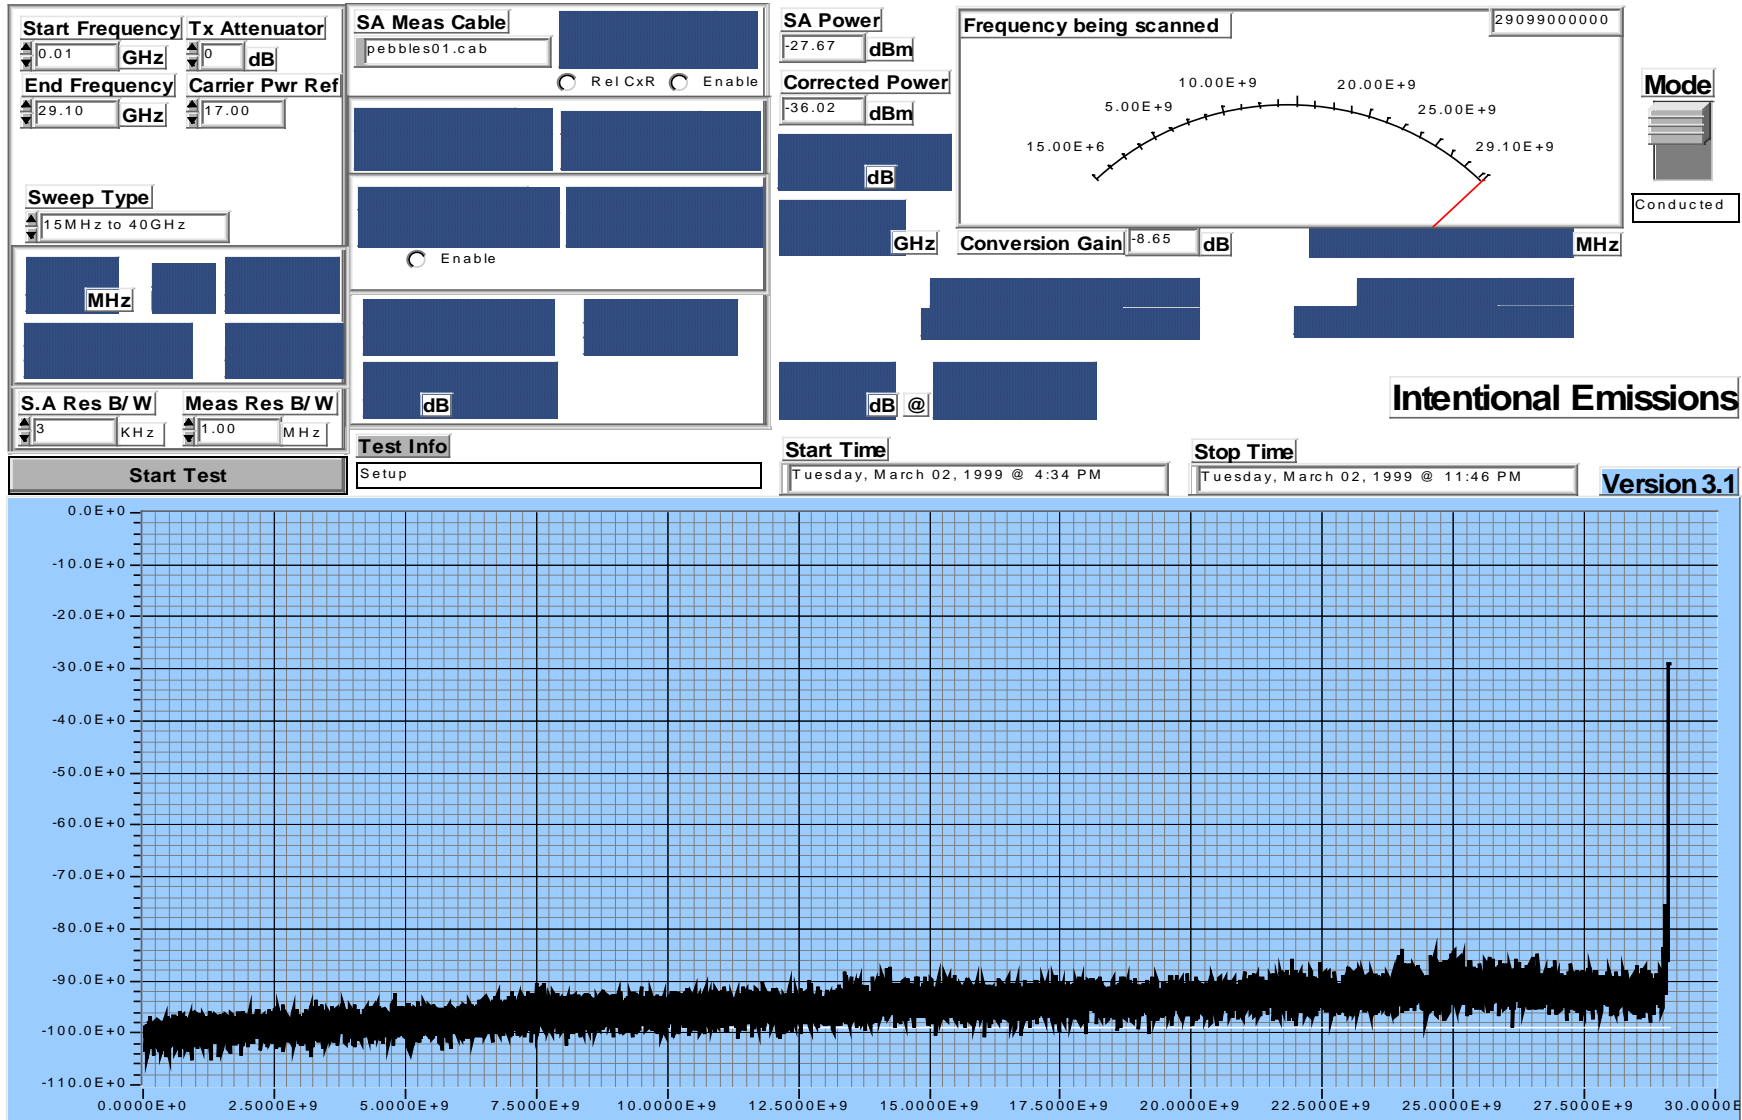 Start Frequency
0.01 GHz
Tx Attenuator
0 dB
End Frequency
29.10 GHz
Carrier Pwr Ref
17.00
Sweep Type
15MHz to 40GHz
MHz
S.A Res B/W
3 KHz
Meas Res B/W
1.00 MHz
Start Test
SA Meas Cable
pebbles01.cab
Rel CxR
Enable
Enable
dB
Test Info
Setup
SA Power
-27.67 dBm
Corrected Power
-36.02 dBm
dB
GHz
Conversion Gain -8.65 dB
MHz
dB @
Frequency being scanned
29099000000
15.00E+6
5.00E+9
10.00E+9
20.00E+9
25.00E+9
29.10E+9
Mode
Conducted
Intentional Emissions
Start Time
Tuesday, March 02, 1999 @ 4:34 PM
Stop Time
Tuesday, March 02, 1999 @ 11:46 PM
Version 3.1
0.0E+0
-10.0E+0
-20.0E+0
-30.0E+0
-40.0E+0
-50.0E+0
-60.0E+0
-70.0E+0
-80.0E+0
-90.0E+0
-100.0E+0
-110.0E+0
0.0000E+0 2.5000E+9 5.0000E+9 7.5000E+9 10.0000E+9 12.5000E+9 15.0000E+9 17.5000E+9 20.0000E+9 22.5000E+9 25.0000E+9 27.5000E+9 30.0000E